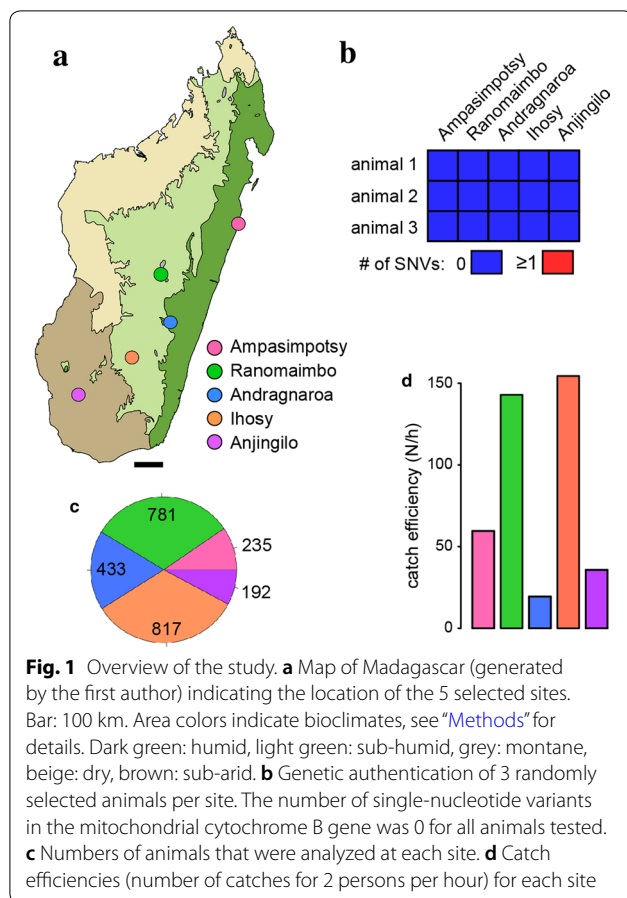 a
Ampasimpotsy
Ranomaimbo
Andragnaroa
Ihosy
Anjingilo
b
Ampasimpotsy
Ranomaimbo
Andragnaroa
Ihosy
Anjingilo
animal 1
animal 2
animal 3
# of SNVs: 0 ≥1
c
781
235
433
192
817
d
catch efficiency (N/h)
150
100
50
0
Fig. 1 Overview of the study. a Map of Madagascar (generated
by the first author) indicating the location of the 5 selected sites.
Bar: 100 km. Area colors indicate bioclimates, see “Methods” for
details. Dark green: humid, light green: sub-humid, grey: montane,
beige: dry, brown: sub-arid. b Genetic authentication of 3 randomly
selected animals per site. The number of single-nucleotide variants
in the mitochondrial cytochrome B gene was 0 for all animals tested.
c Numbers of animals that were analyzed at each site. d Catch
efficiencies (number of catches for 2 persons per hour) for each site